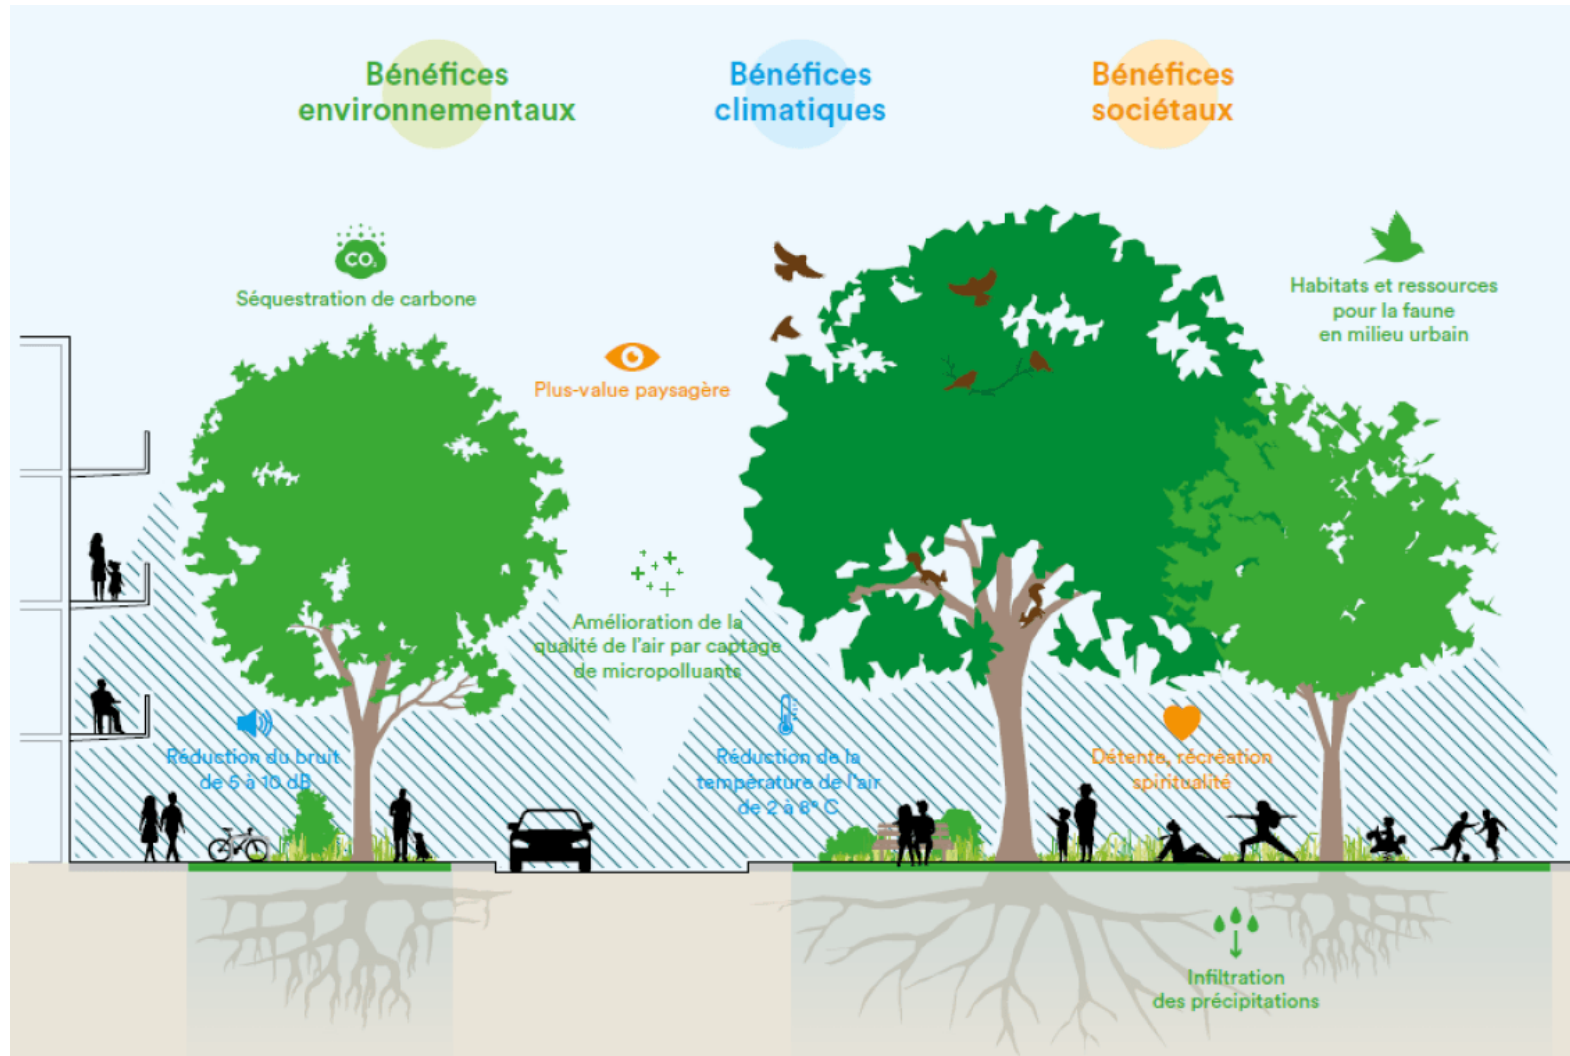 Bénéfices
environnementaux
Bénéfices
climatiques
Bénéfices
sociétaux
CO₂
Séquestration de carbone
Habitats et ressources
pour la faune
en milieu urbain
Plus-value paysagère
Amélioration de la
qualité de l'air par captage
de micropolluants
Réduction du bruit
de 5 à 10 dB
Réduction de la
température de l'air
de 2 à 8° C
Détente, récréation
spiritualité
Infiltration
des précipitations